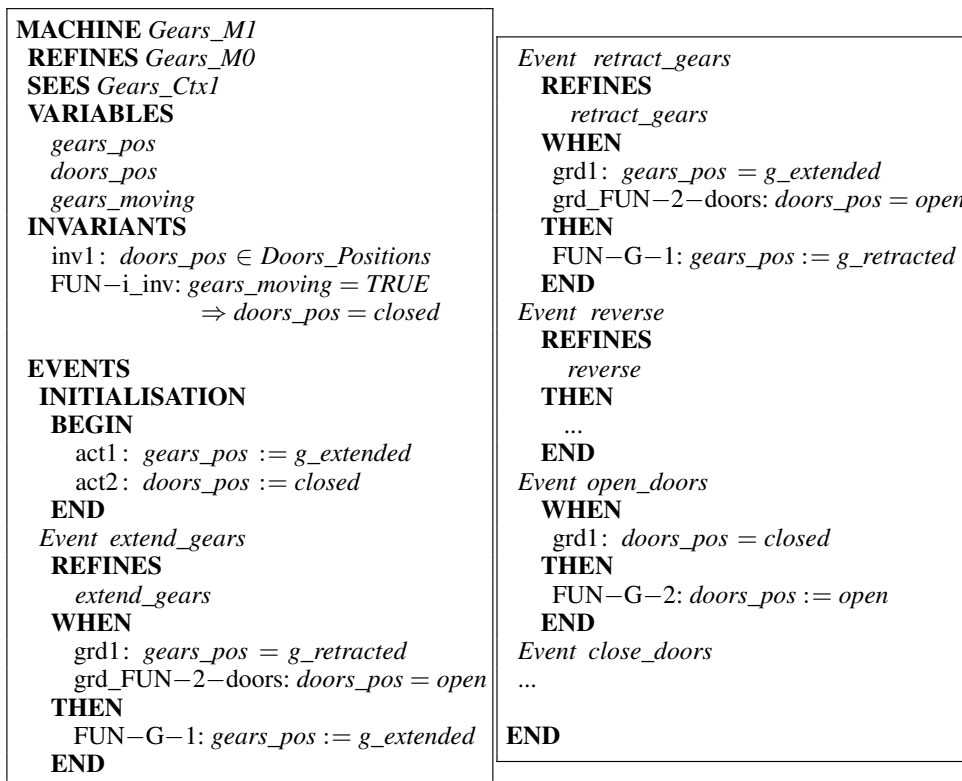 MACHINE Gears_M1
REFINES Gears_M0
SEES Gears_Ctx1
VARIABLES
gears_pos
doors_pos
gears_moving
INVARIANTS
inv1: doors_pos ∈ Doors_Positions
FUN−i_inv: gears_moving = TRUE
⇒ doors_pos = closed
EVENTS
INITIALISATION
BEGIN
act1: gears_pos := g_extended
act2: doors_pos := closed
END
Event extend_gears
REFINES
extend_gears
WHEN
grd1: gears_pos = g_retracted
grd_FUN−2−doors: doors_pos = open
THEN
FUN−G−1: gears_pos := g_extended
END
Event retract_gears
REFINES
retract_gears
WHEN
grd1: gears_pos = g_extended
grd_FUN−2−doors: doors_pos = open
THEN
FUN−G−1: gears_pos := g_retracted
END
Event reverse
REFINES
reverse
THEN
...
END
Event open_doors
WHEN
grd1: doors_pos = closed
THEN
FUN−G−2: doors_pos := open
END
Event close_doors
...
END